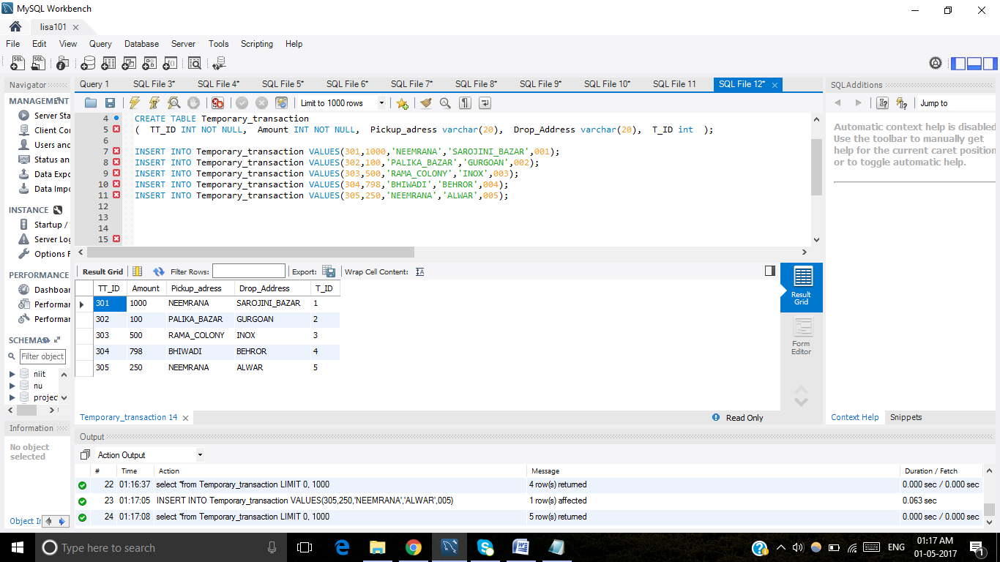 MySQL Workbench
lisa101
File Edit View Query Database Server Tools Scripting Help
Navigator
MANAGEMENT
Server Sta
Client Con
Users and
Status an
Data Expo
Data Impo
INSTANCE
Startup /
Server Log
Options F
PERFORMANCE
Dashboar
Performar
Performar
SCHEMAS
Filter object
niit
nu
project
Information
No object
selected
Object Ir
Query 1 SQL File 3* SQL File 4* SQL File 5* SQL File 6* SQL File 7* SQL File 8* SQL File 9* SQL File 10* SQL File 11 SQL File 12*
Limit to 1000 rows
4 CREATE TABLE Temporary_transaction
5 ( TT_ID INT NOT NULL, Amount INT NOT NULL, Pickup_adress varchar(20), Drop_Address varchar(20), T_ID int );
6
7 INSERT INTO Temporary_transaction VALUES(301,1000,'NEEMRANA','SAROJINI_BAZAR',001);
8 INSERT INTO Temporary_transaction VALUES(302,100,'PALIKA_BAZAR','GURGOAN',002);
9 INSERT INTO Temporary_transaction VALUES(303,500,'RAMA_COLONY','INOX',003);
10 INSERT INTO Temporary_transaction VALUES(304,798,'BHIWADI','BEHROR',004);
11 INSERT INTO Temporary_transaction VALUES(305,250,'NEEMRANA','ALWAR',005);
12
13
14
15
Result Grid Filter Rows: Export: Wrap Cell Content:
TT_ID Amount Pickup_adress Drop_Address T_ID
301 1000 NEEMRANA SAROJINI_BAZAR 1
302 100 PALIKA_BAZAR GURGOAN 2
303 500 RAMA_COLONY INOX 3
304 798 BHIWADI BEHROR 4
305 250 NEEMRANA ALWAR 5
Result
Grid
Form
Editor
Temporary_transaction 14
Read Only
SQLAdditions
Jump to
Automatic context help is disabled
Use the toolbar to manually get
help for the current caret position
or to toggle automatic help.
Context Help Snippets
Output
Action Output
# Time Action Message Duration / Fetch
22 01:16:37 select *from Temporary_transaction LIMIT 0, 1000 4 row(s) returned 0.000 sec / 0.000 sec
23 01:17:05 INSERT INTO Temporary_transaction VALUES(305,250,'NEEMRANA','ALWAR',005) 1 row(s) affected 0.063 sec
24 01:17:08 select *from Temporary_transaction LIMIT 0, 1000 5 row(s) returned 0.000 sec / 0.000 sec
Type here to search
ENG
01:17 AM
01-05-2017
1